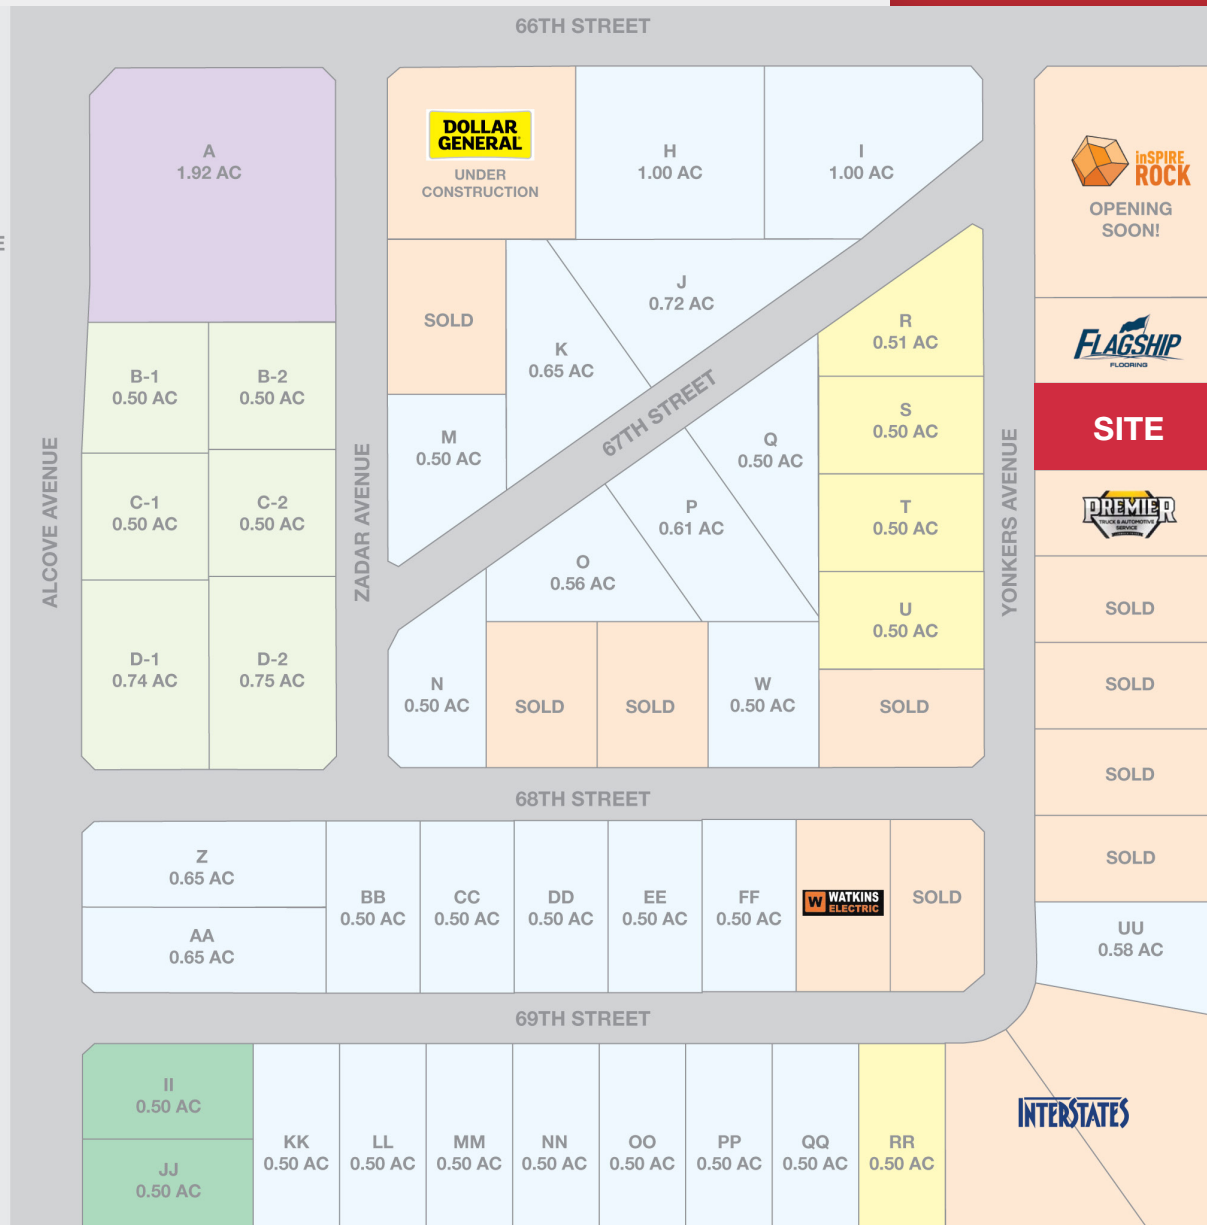 66TH STREET
A
1.92 AC
DOLLAR
GENERAL
UNDER
CONSTRUCTION
H
1.00 AC
I
1.00 AC
inSPIRE
ROCK
OPENING
SOON!
E
SOLD
K
0.65 AC
J
0.72 AC
R
0.51 AC
FLAGSHIP
FLOORING
B-1
0.50 AC
B-2
0.50 AC
M
0.50 AC
67TH STREET
Q
0.50 AC
S
0.50 AC
SITE
ALCOVE AVENUE
C-1
0.50 AC
C-2
0.50 AC
ZADAR AVENUE
P
0.61 AC
T
0.50 AC
YONKERS AVENUE
PREMIER
TRUCK & AUTOMOTIVE
SERVICE
O
0.56 AC
U
0.50 AC
SOLD
D-1
0.74 AC
D-2
0.75 AC
N
0.50 AC
SOLD
SOLD
W
0.50 AC
SOLD
SOLD
SOLD
68TH STREET
Z
0.65 AC
AA
0.65 AC
BB
0.50 AC
CC
0.50 AC
DD
0.50 AC
EE
0.50 AC
FF
0.50 AC
W WATKINS
ELECTRIC
SOLD
SOLD
UU
0.58 AC
69TH STREET
II
0.50 AC
JJ
0.50 AC
KK
0.50 AC
LL
0.50 AC
MM
0.50 AC
NN
0.50 AC
OO
0.50 AC
PP
0.50 AC
QQ
0.50 AC
RR
0.50 AC
INTERSTATES